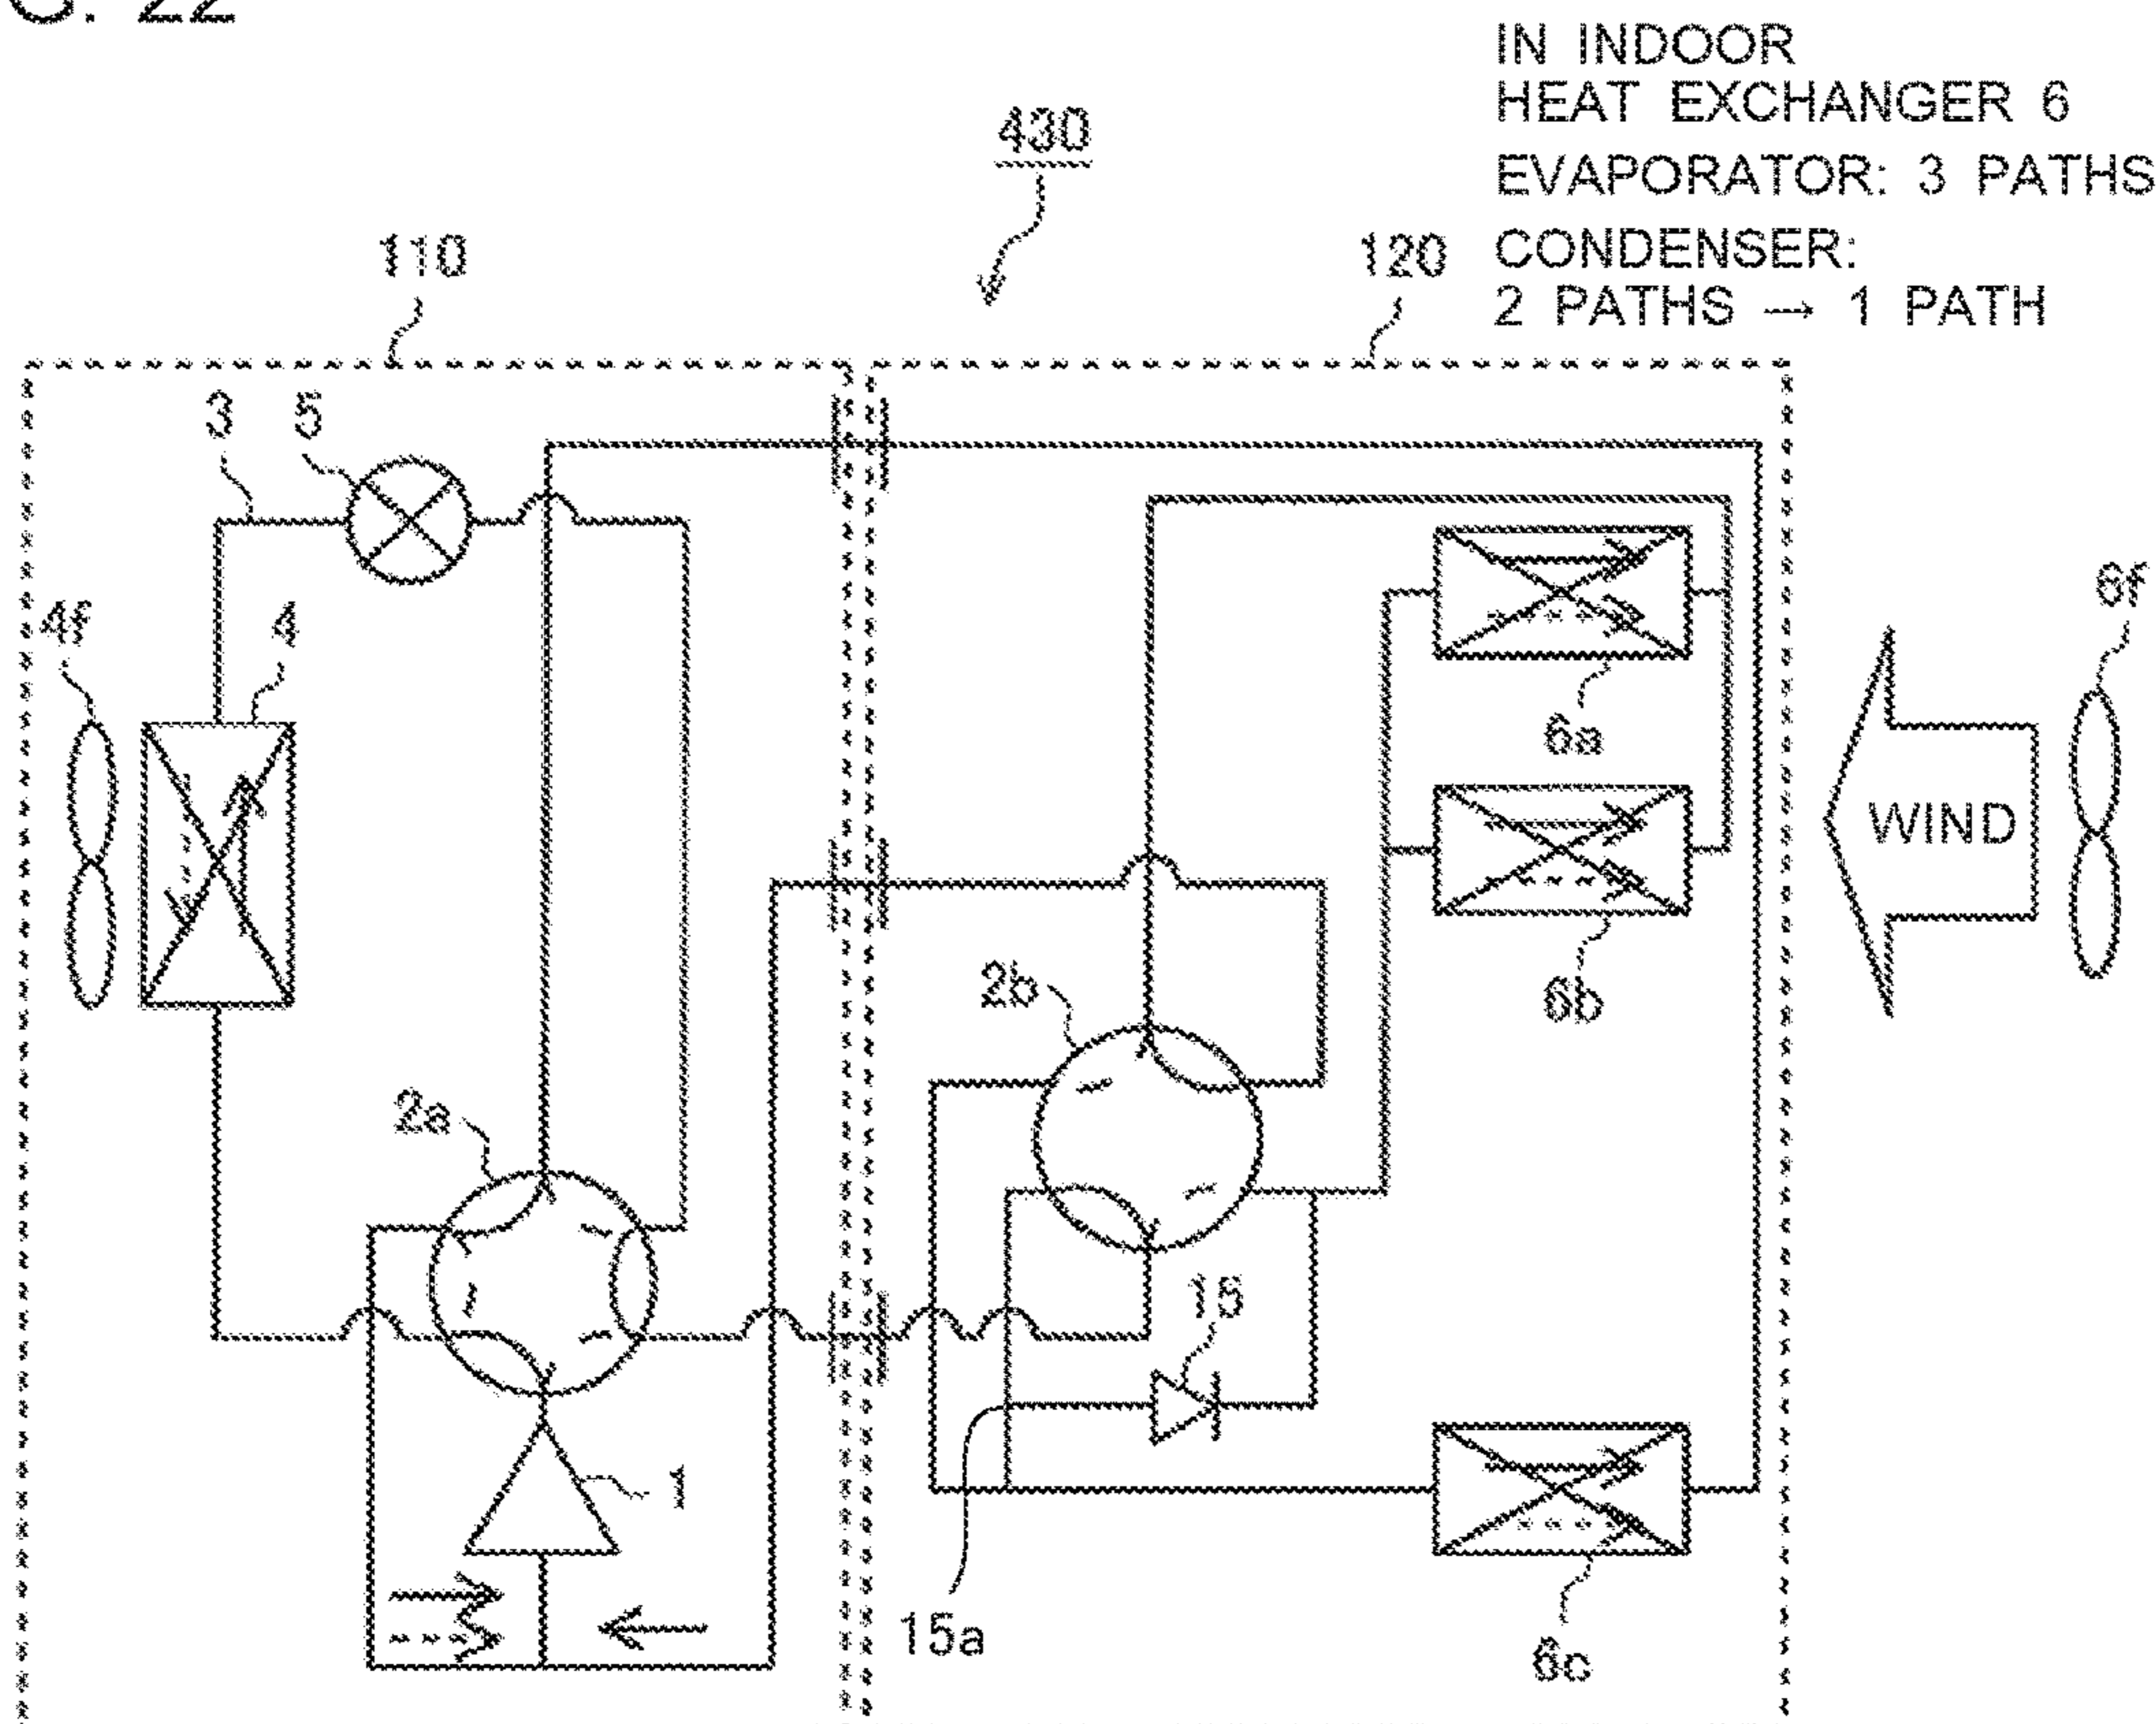 G. 22
IN INDOOR
HEAT EXCHANGER 6
EVAPORATOR: 3 PATHS
CONDENSER:
2 PATHS → 1 PATH
430
110
120
3
5
4f
4
6a
6f
WIND
2b
6b
2a
15
1
15a
6c